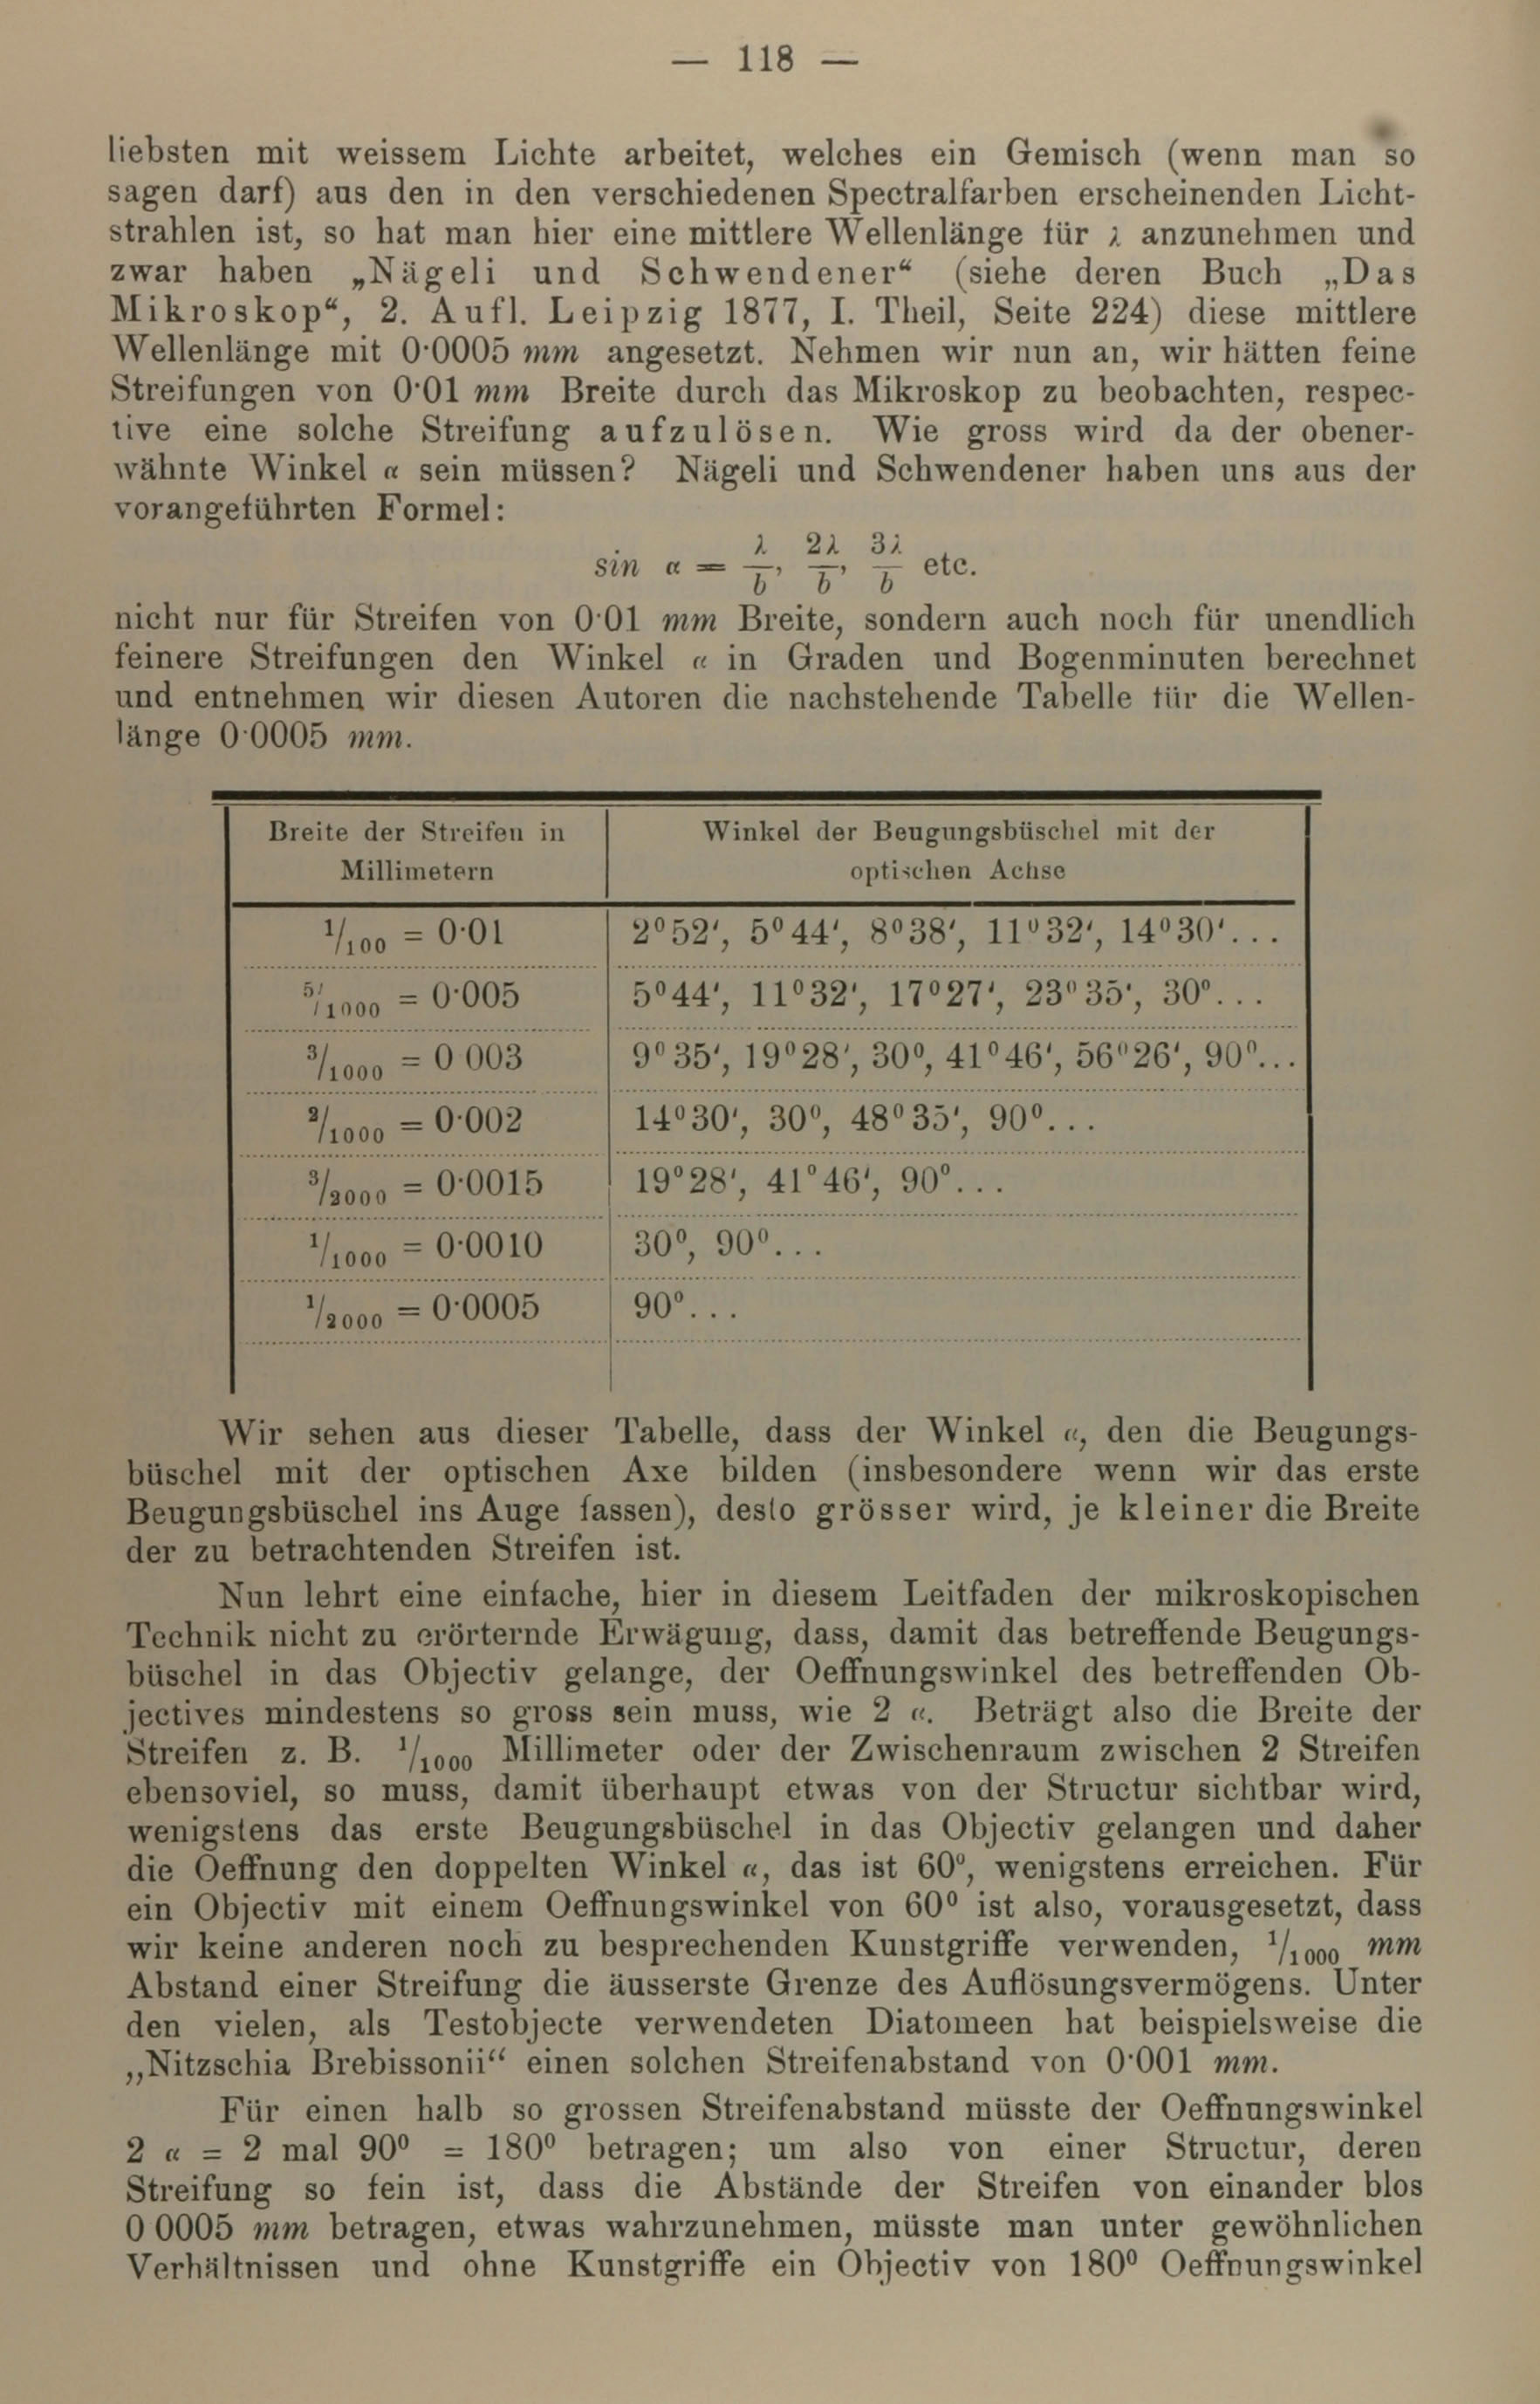 — 118 —
liebsten mit weissem Lichte arbeitet, welches ein Gemisch (wenn man so
sagen darf) aus den in den verschiedenen Spectralfarben erscheinenden Licht-
strahlen ist, so hat man hier eine mittlere Wellenlänge für λ anzunehmen und
zwar haben „Nägeli und Schwendener“ (siehe deren Buch „Das
Mikroskop“, 2. Aufl. Leipzig 1877, I. Theil, Seite 224) diese mittlere
Wellenlänge mit 0·0005 mm angesetzt. Nehmen wir nun an, wir hätten feine
Streifungen von 0·01 mm Breite durch das Mikroskop zu beobachten, respec-
tive eine solche Streifung aufzulösen. Wie gross wird da der obener-
wähnte Winkel α sein müssen? Nägeli und Schwendener haben uns aus der
vorangeführten Formel:
sin α = λ/b, 2λ/b, 3λ/b etc.
nicht nur für Streifen von 0·01 mm Breite, sondern auch noch für unendlich
feinere Streifungen den Winkel α in Graden und Bogenminuten berechnet
und entnehmen wir diesen Autoren die nachstehende Tabelle für die Wellen-
länge 0·0005 mm.
Breite der Streifen in Millimetern | Winkel der Beugungsbüschel mit der optischen Achse
1/100 = 0·01 | 2°52', 5°44', 8°38', 11°32', 14°30'...
5/1000 = 0·005 | 5°44', 11°32', 17°27', 23°35', 30°...
3/1000 = 0 003 | 9°35', 19°28', 30°, 41°46', 56°26', 90°...
2/1000 = 0·002 | 14°30', 30°, 48°35', 90°...
3/2000 = 0·0015 | 19°28', 41°46', 90°...
1/1000 = 0·0010 | 30°, 90°...
1/2000 = 0·0005 | 90°...
Wir sehen aus dieser Tabelle, dass der Winkel α, den die Beugungs-
büschel mit der optischen Axe bilden (insbesondere wenn wir das erste
Beugungsbüschel ins Auge fassen), desto grösser wird, je kleiner die Breite
der zu betrachtenden Streifen ist.
Nun lehrt eine einfache, hier in diesem Leitfaden der mikroskopischen
Technik nicht zu erörternde Erwägung, dass, damit das betreffende Beugungs-
büschel in das Objectiv gelange, der Oeffnungswinkel des betreffenden Ob-
jectives mindestens so gross sein muss, wie 2 α. Beträgt also die Breite der
Streifen z. B. 1/1000 Millimeter oder der Zwischenraum zwischen 2 Streifen
ebensoviel, so muss, damit überhaupt etwas von der Structur sichtbar wird,
wenigstens das erste Beugungsbüschel in das Objectiv gelangen und daher
die Oeffnung den doppelten Winkel α, das ist 60°, wenigstens erreichen. Für
ein Objectiv mit einem Oeffnungswinkel von 60° ist also, vorausgesetzt, dass
wir keine anderen noch zu besprechenden Kunstgriffe verwenden, 1/1000 mm
Abstand einer Streifung die äusserste Grenze des Auflösungsvermögens. Unter
den vielen, als Testobjecte verwendeten Diatomeen hat beispielsweise die
„Nitzschia Brebissonii“ einen solchen Streifenabstand von 0·001 mm.
Für einen halb so grossen Streifenabstand müsste der Oeffnungswinkel
2 α = 2 mal 90° = 180° betragen; um also von einer Structur, deren
Streifung so fein ist, dass die Abstände der Streifen von einander blos
0 0005 mm betragen, etwas wahrzunehmen, müsste man unter gewöhnlichen
Verhältnissen und ohne Kunstgriffe ein Objectiv von 180° Oeffnungswinkel